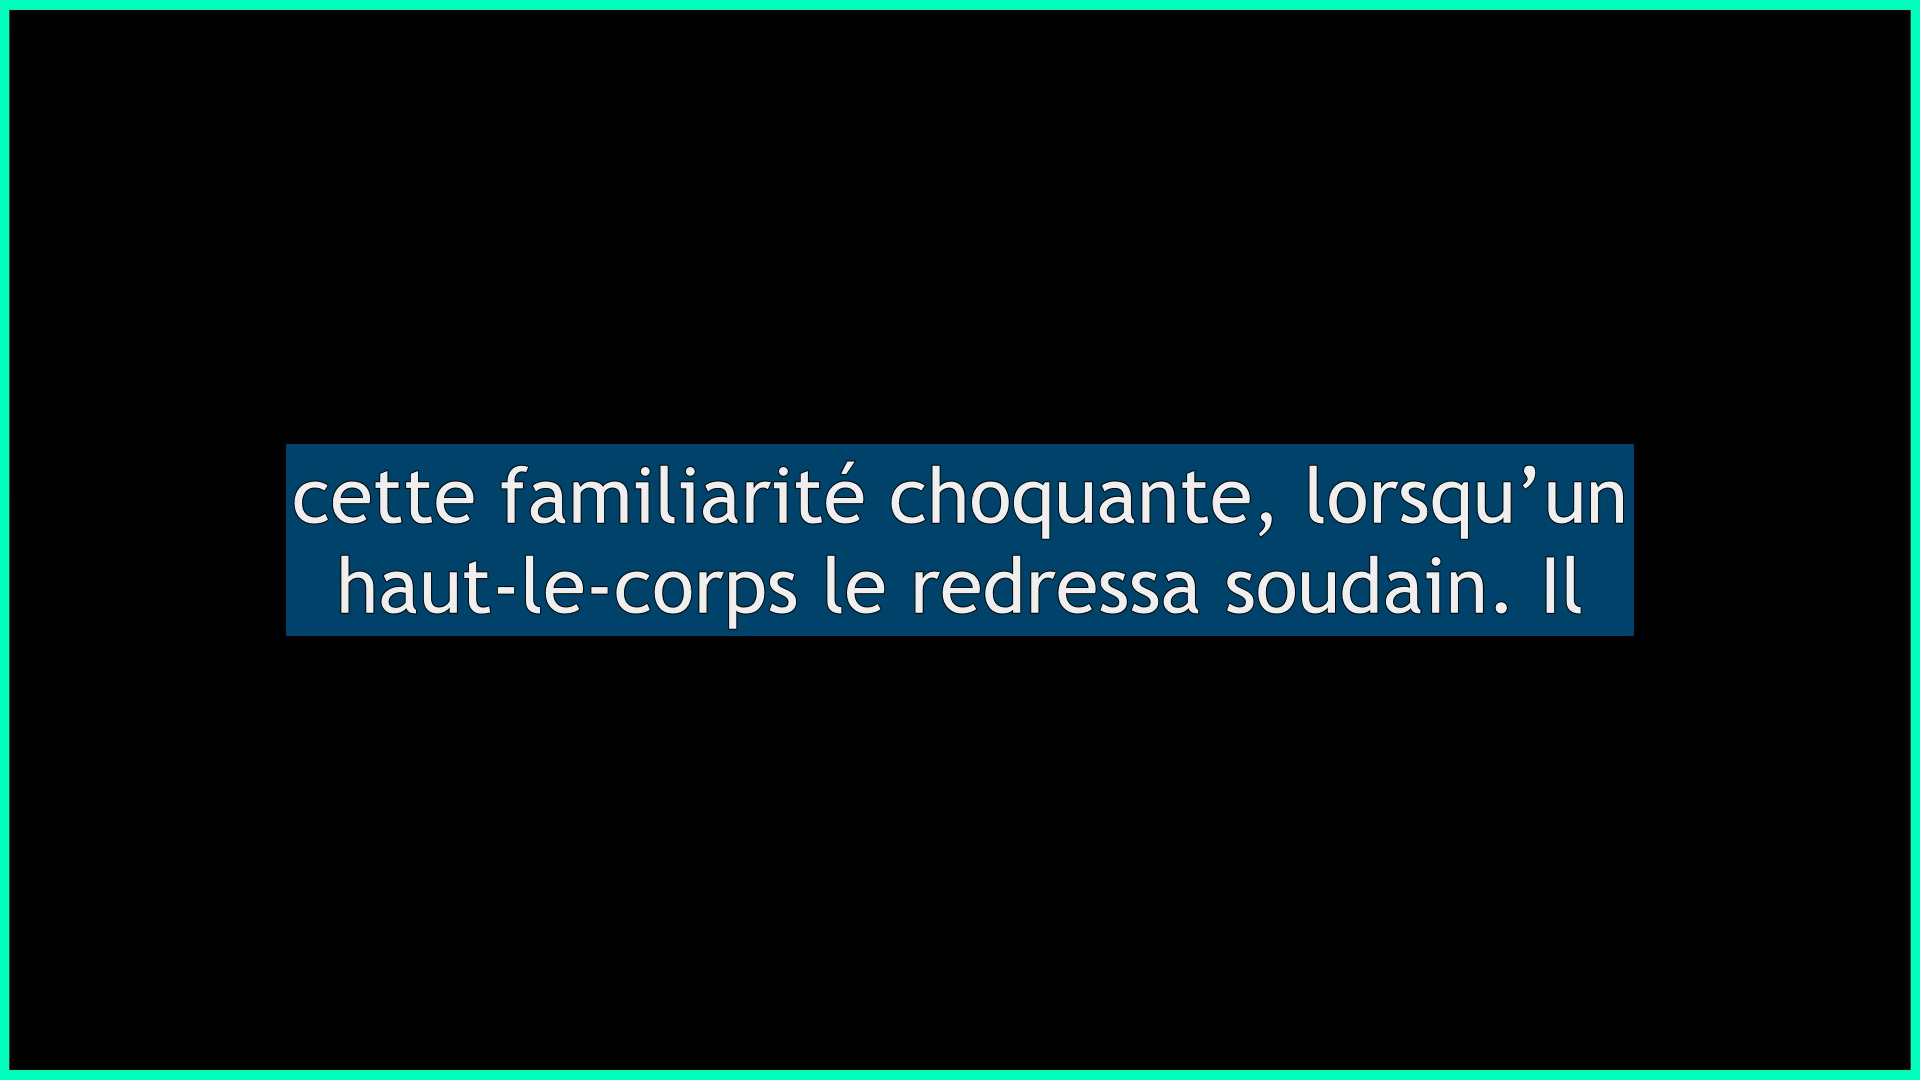 cette familiarité choquante, lorsqu’un
haut-le-corps le redressa soudain. Il